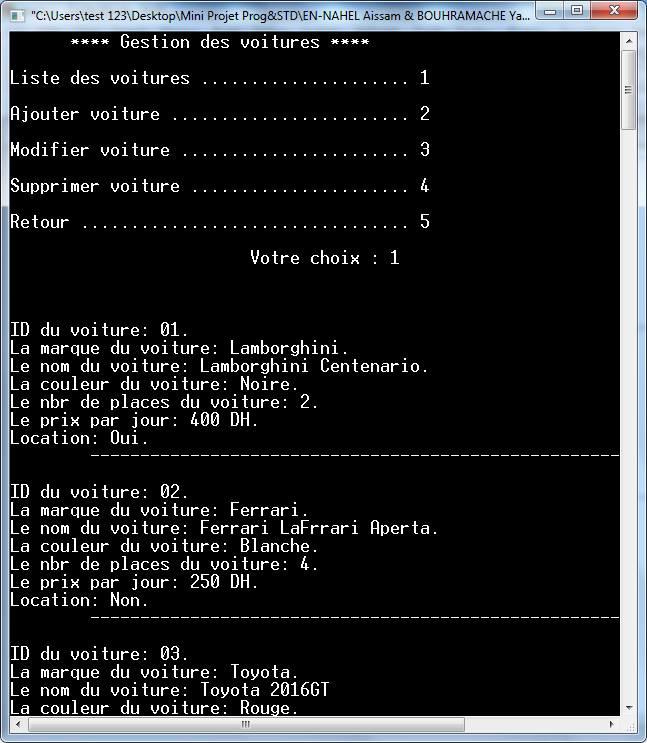 "C:\Users\test 123\Desktop\Mini Projet Prog&STD\EN-NAHEL Aissam & BOUHRAMACHE Ya...
**** Gestion des voitures ****
Liste des voitures ..................... 1
Ajouter voiture ........................ 2
Modifier voiture ....................... 3
Supprimer voiture ...................... 4
Retour ................................. 5
Votre choix : 1
ID du voiture: 01.
La marque du voiture: Lamborghini.
Le nom du voiture: Lamborghini Centenario.
La couleur du voiture: Noire.
Le nbr de places du voiture: 2.
Le prix par jour: 400 DH.
Location: Oui.
-----------------------------------------------------
ID du voiture: 02.
La marque du voiture: Ferrari.
Le nom du voiture: Ferrari LaFrrari Aperta.
La couleur du voiture: Blanche.
Le nbr de places du voiture: 4.
Le prix par jour: 250 DH.
Location: Non.
-----------------------------------------------------
ID du voiture: 03.
La marque du voiture: Toyota.
Le nom du voiture: Toyota 2016GT
La couleur du voiture: Rouge.